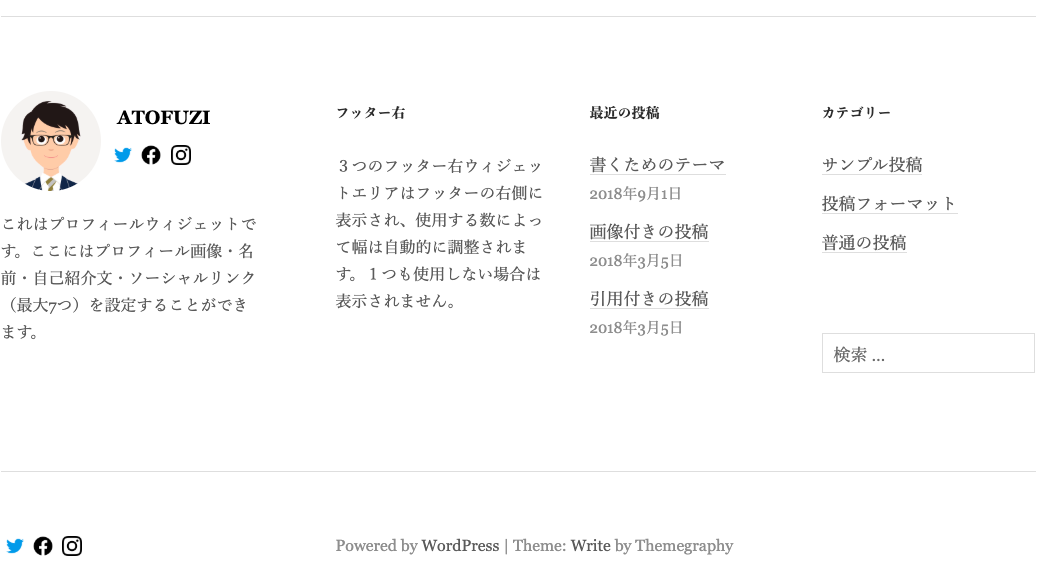 ATOFUZI
これはプロフィールウィジェットで
す。ここにはプロフィール画像・名
前・自己紹介文・ソーシャルリンク
（最大7つ）を設定することができ
ます。
フッター右
３つのフッター右ウィジェッ
トエリアはフッターの右側に
表示され、使用する数によっ
て幅は自動的に調整されま
す。１つも使用しない場合は
表示されません。
最近の投稿
書くためのテーマ
2018年9月1日
画像付きの投稿
2018年3月5日
引用付きの投稿
2018年3月5日
カテゴリー
サンプル投稿
投稿フォーマット
普通の投稿
検索 ...
Powered by WordPress | Theme: Write by Themegraphy